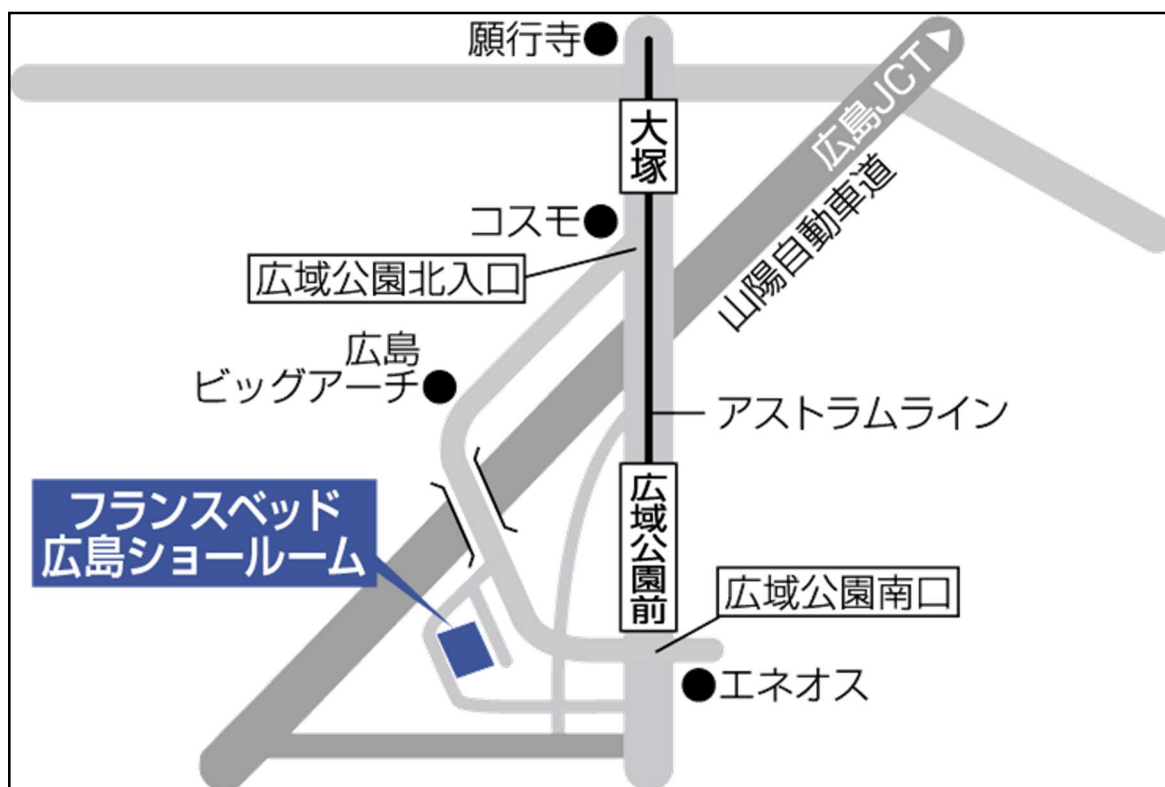 願行寺
広島JCT
大塚
山陽自動車道
コスモ
広域公園北入口
広島
ビッグアーチ
アストラムライン
フランスベッド
広島ショールーム
広域公園前
広域公園南口
エネオス